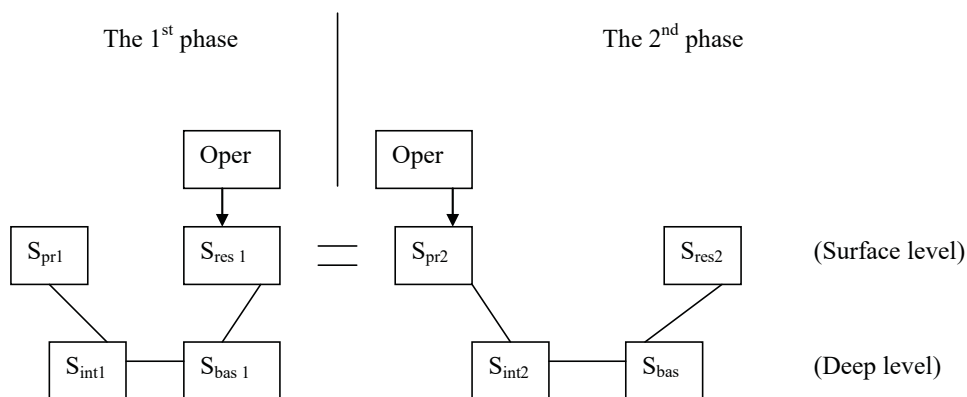 The 1st phase The 2nd phase
Oper Oper
Spr1 Sres 1 = Spr2 Sres2 (Surface level)
Sint1 Sbas 1 Sint2 Sbas (Deep level)